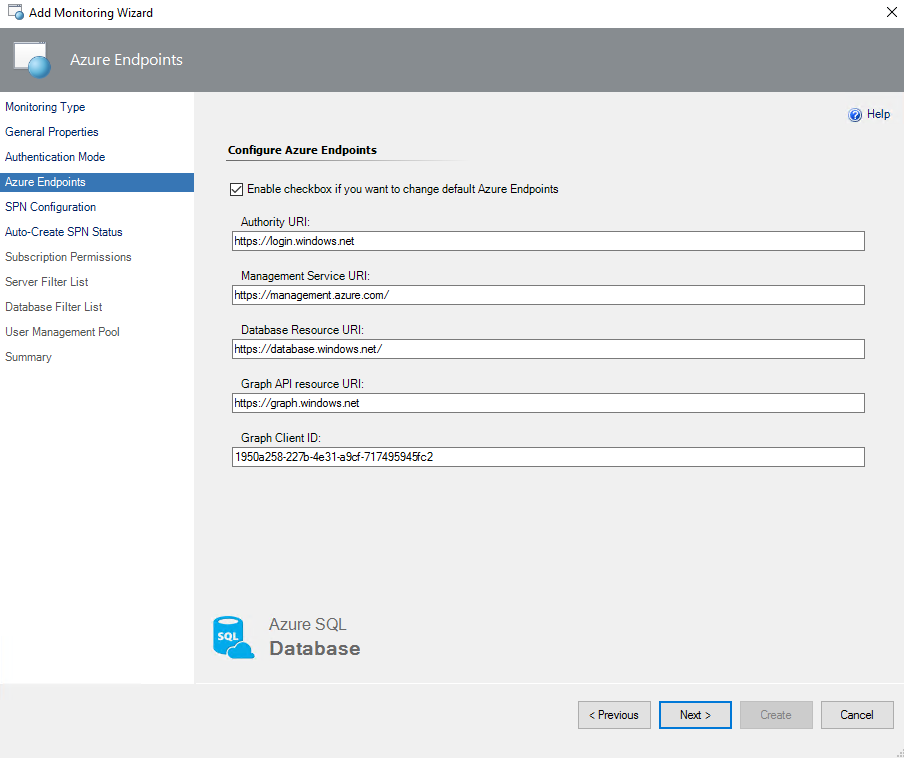 Add Monitoring Wizard
Azure Endpoints
Monitoring Type
General Properties
Authentication Mode
Azure Endpoints
SPN Configuration
Auto-Create SPN Status
Subscription Permissions
Server Filter List
Database Filter List
User Management Pool
Summary
Help
Configure Azure Endpoints
Enable checkbox if you want to change default Azure Endpoints
Authority URI:
https://login.windows.net
Management Service URI:
https://management.azure.com/
Database Resource URI:
https://database.windows.net/
Graph API resource URI:
https://graph.windows.net
Graph Client ID:
1950a258-227b-4e31-a9cf-717495945fc2
SQL
Azure SQL
Database
< Previous
Next >
Create
Cancel